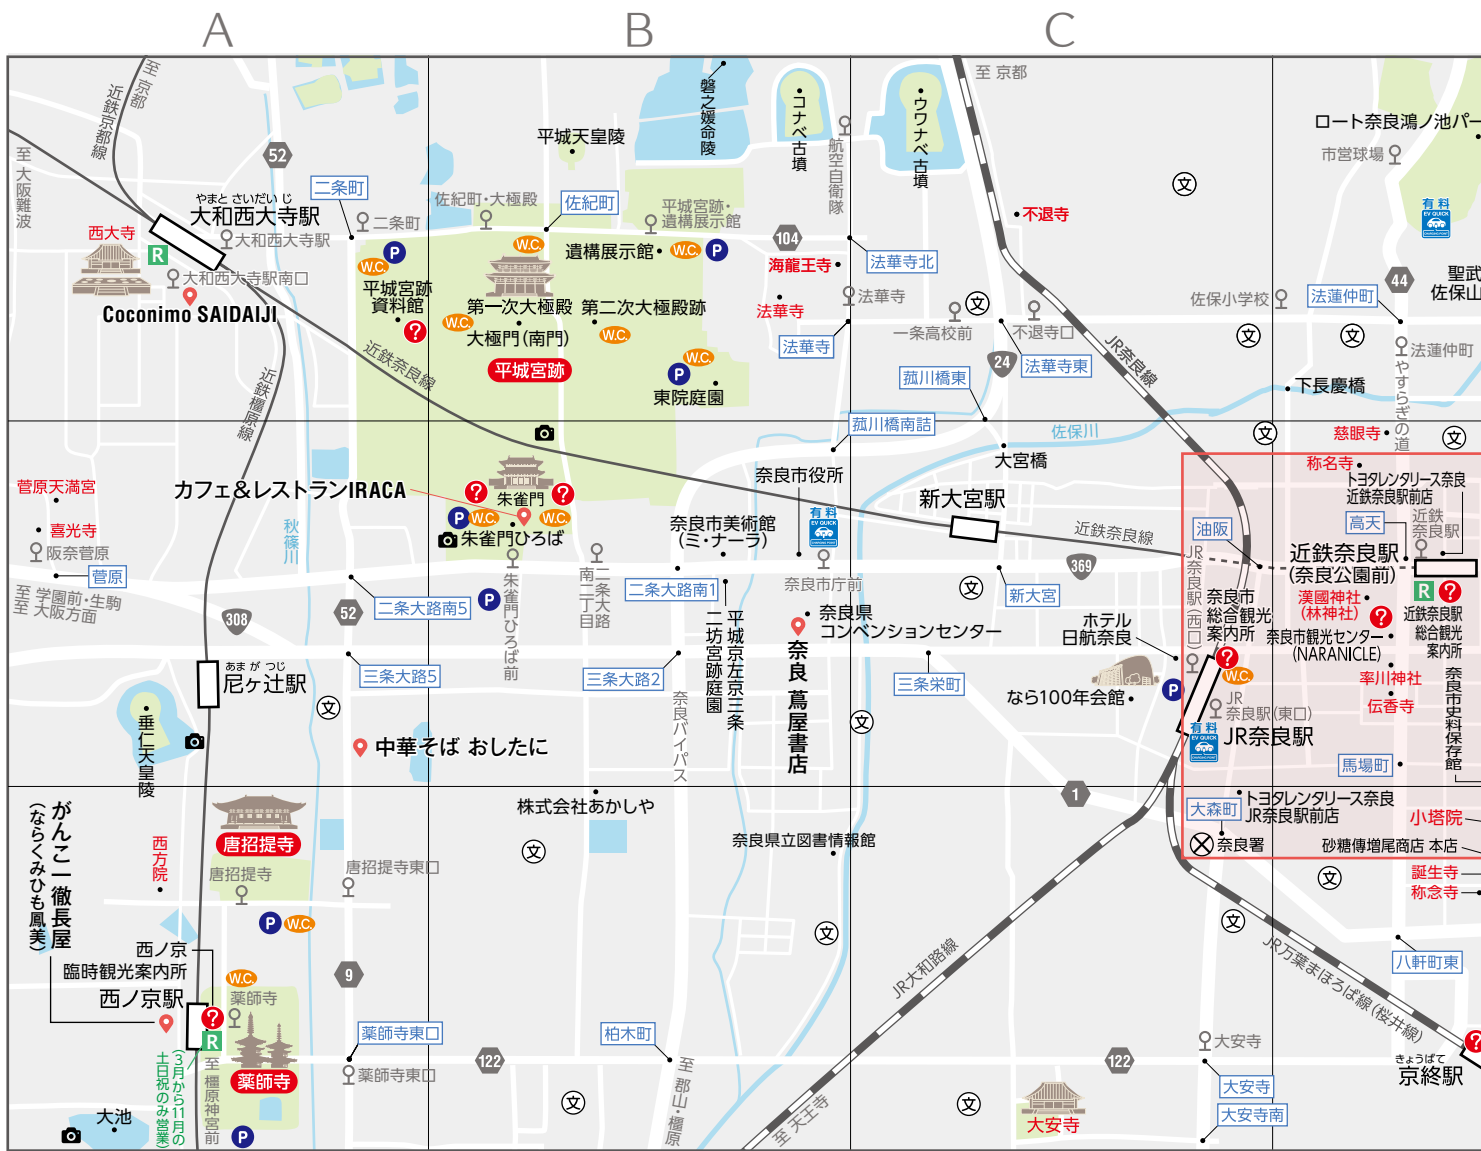 A
B
C
至 京都
近鉄京都線
至 大阪難波
52
やまと さいだい じ
大和西大寺駅
大和西大寺駅
西大寺
R
大和西大寺駅南口
Coconimo SAIDAIJI
二条町
二条町
P
W.C.
平城宮跡
資料館
?
近鉄奈良線
近鉄橿原線
平城天皇陵
佐紀町・大極殿
佐紀町
W.C.
平城宮跡・
遺構展示館
遺構展示館
W.C.
P
第一次大極殿
第二次大極殿跡
W.C.
大極門(南門)
W.C.
平城宮跡
W.C.
P
東院庭園
磐之媛命陵
コナベ古墳
ウワナベ古墳
航空自衛隊
104
海龍王寺
法華寺
法華寺
法華寺
法華寺北
至 京都
不退寺
文
文
一条高校前
不退寺口
24
法華寺東
菰川橋東
菰川橋南詰
JR奈良線
佐保川
大宮橋
ロート奈良鴻ノ池パー
市営球場
有料
EV QUICK
44
聖武
佐保山
佐保小学校
法蓮仲町
文
文
法蓮仲町
やすらぎの道
下長慶橋
文
文
慈眼寺
称名寺
菅原天満宮
喜光寺
阪奈菅原
菅原
至 学園前・生駒
至 大阪方面
308
秋篠川
カフェ&レストランIRACA
?
朱雀門
?
P
W.C.
W.C.
朱雀門ひろば
朱雀門ひろば前
P
二条大路南5
52
三条大路5
二条大路
南二丁目
奈良市役所
奈良市美術館
(ミ・ナーラ)
有料
EV QUICK
奈良市庁前
二条大路南1
平城京左京三条
二坊宮跡庭園
三条大路2
奈良バイパス
奈良県
コンベンションセンター
奈良 蔦屋書店
新大宮駅
近鉄奈良線
369
文
新大宮
三条栄町
文
ホテル
日航奈良
なら100年会館
P
JR
奈良駅(西口)
奈良市
総合観光
案内所
?
W.C.
JR
奈良駅(東口)
有料
EV QUICK
JR奈良駅
油阪
トヨタレンタリース奈良
近鉄奈良駅前店
高天
近鉄
奈良駅
近鉄奈良駅
(奈良公園前)
R
?
漢國神社
(林神社)
?
近鉄奈良駅
総合観光
案内所
奈良市観光センター
(NARANICLE)
率川神社
伝香寺
奈良市史料保存館
馬場町
あま が つじ
尼ヶ辻駅
垂仁天皇陵
文
中華そば おしたに
がんこ一徹長屋
(ならくみひも鳳美)
唐招提寺
唐招提寺
唐招提寺東口
西方院
P
W.C.
西ノ京
臨時観光案内所
西ノ京駅
W.C.
薬師寺
?
R
薬師寺
(3月から11月の
土日祝のみ営業)
至 橿原神宮前
P
大池
9
薬師寺東口
薬師寺東口
122
株式会社あかしや
文
奈良県立図書情報館
文
柏木町
至 郡山・橿原
文
1
JR大和路線
至 天王寺
122
文
大安寺
大安寺
大安寺
大安寺南
トヨタレンタリース奈良
JR奈良駅前店
大森町
奈良署
小塔院
砂糖傳増尾商店 本店
誕生寺
称念寺
文
文
八軒町東
JR万葉まほろば線(桜井線)
?
きょうばて
京終駅